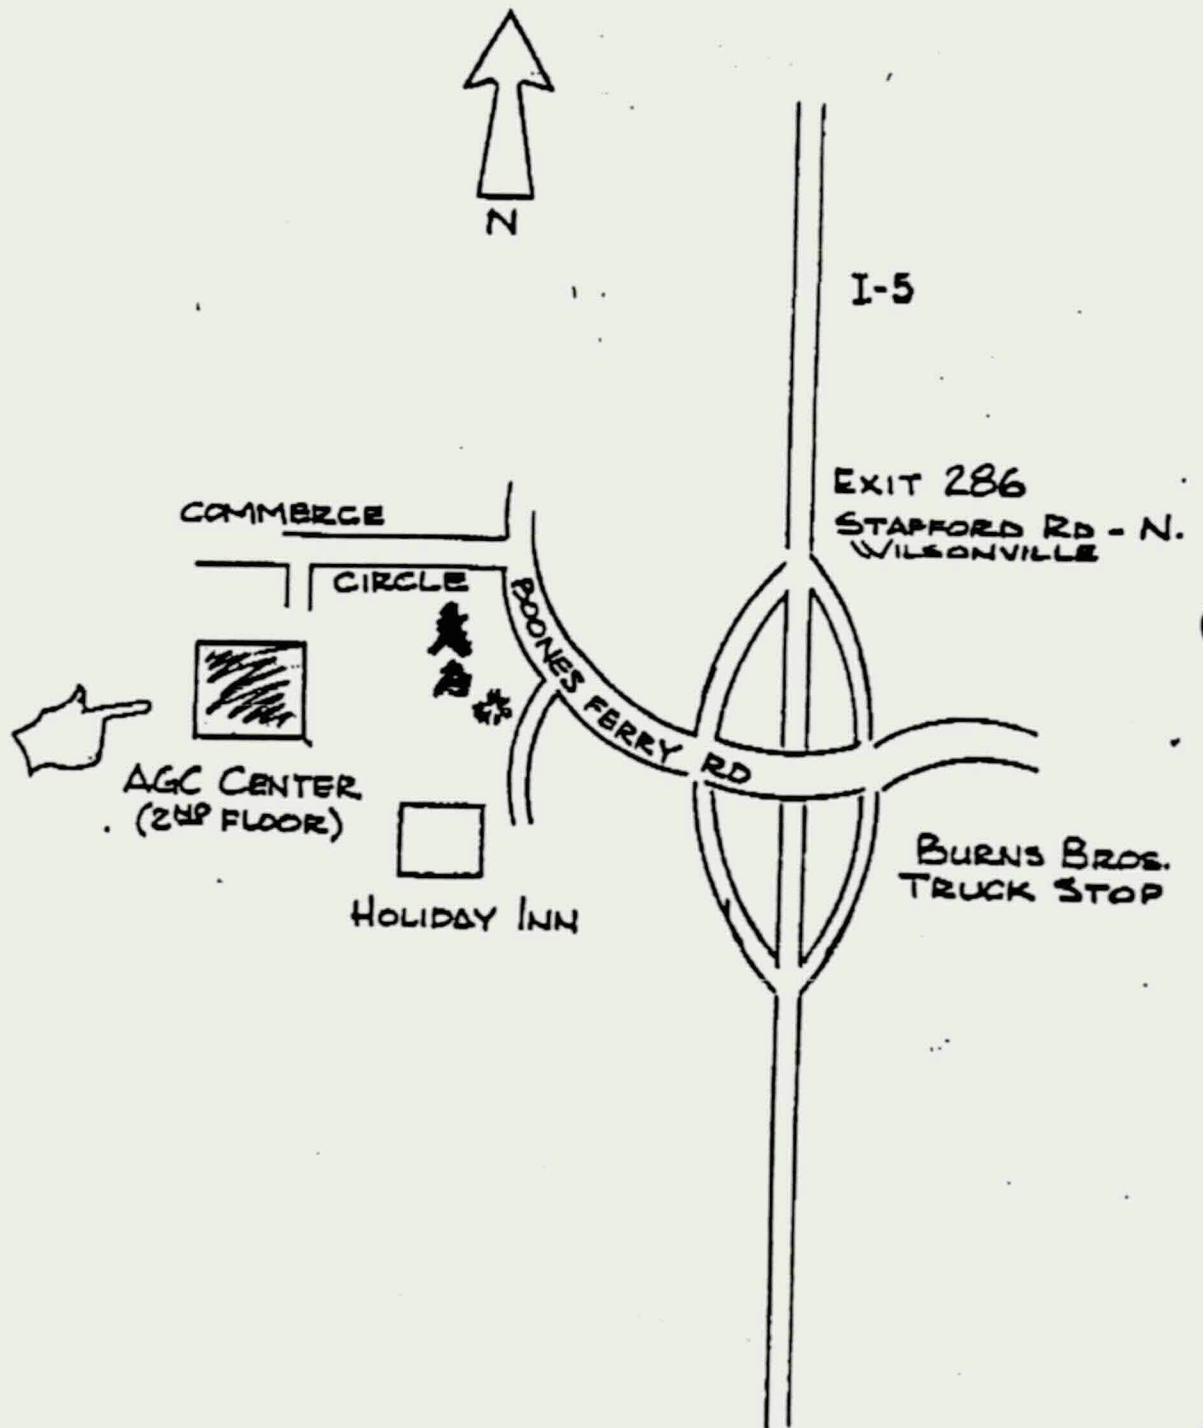 N
I-5
EXIT 286
STAFFORD RD - N.
WILSONVILLE
COMMERCE
CIRCLE
BOONES FERRY RD
AGC CENTER
(2ND FLOOR)
HOLIDAY INN
BURNS BROS.
TRUCK STOP